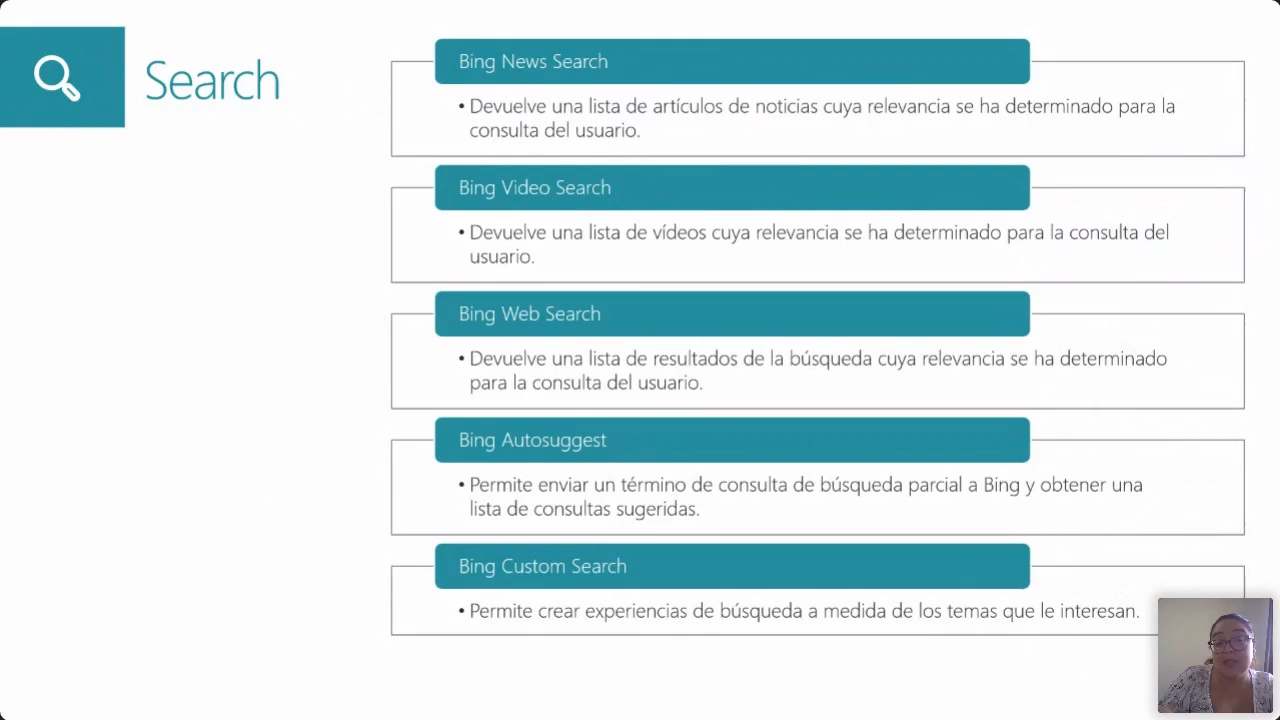 Search
Bing News Search
• Devuelve una lista de artículos de noticias cuya relevancia se ha determinado para la
consulta del usuario.
Bing Video Search
• Devuelve una lista de vídeos cuya relevancia se ha determinado para la consulta del
usuario.
Bing Web Search
• Devuelve una lista de resultados de la búsqueda cuya relevancia se ha determinado
para la consulta del usuario.
Bing Autosuggest
• Permite enviar un término de consulta de búsqueda parcial a Bing y obtener una
lista de consultas sugeridas.
Bing Custom Search
• Permite crear experiencias de búsqueda a medida de los temas que le interesan.